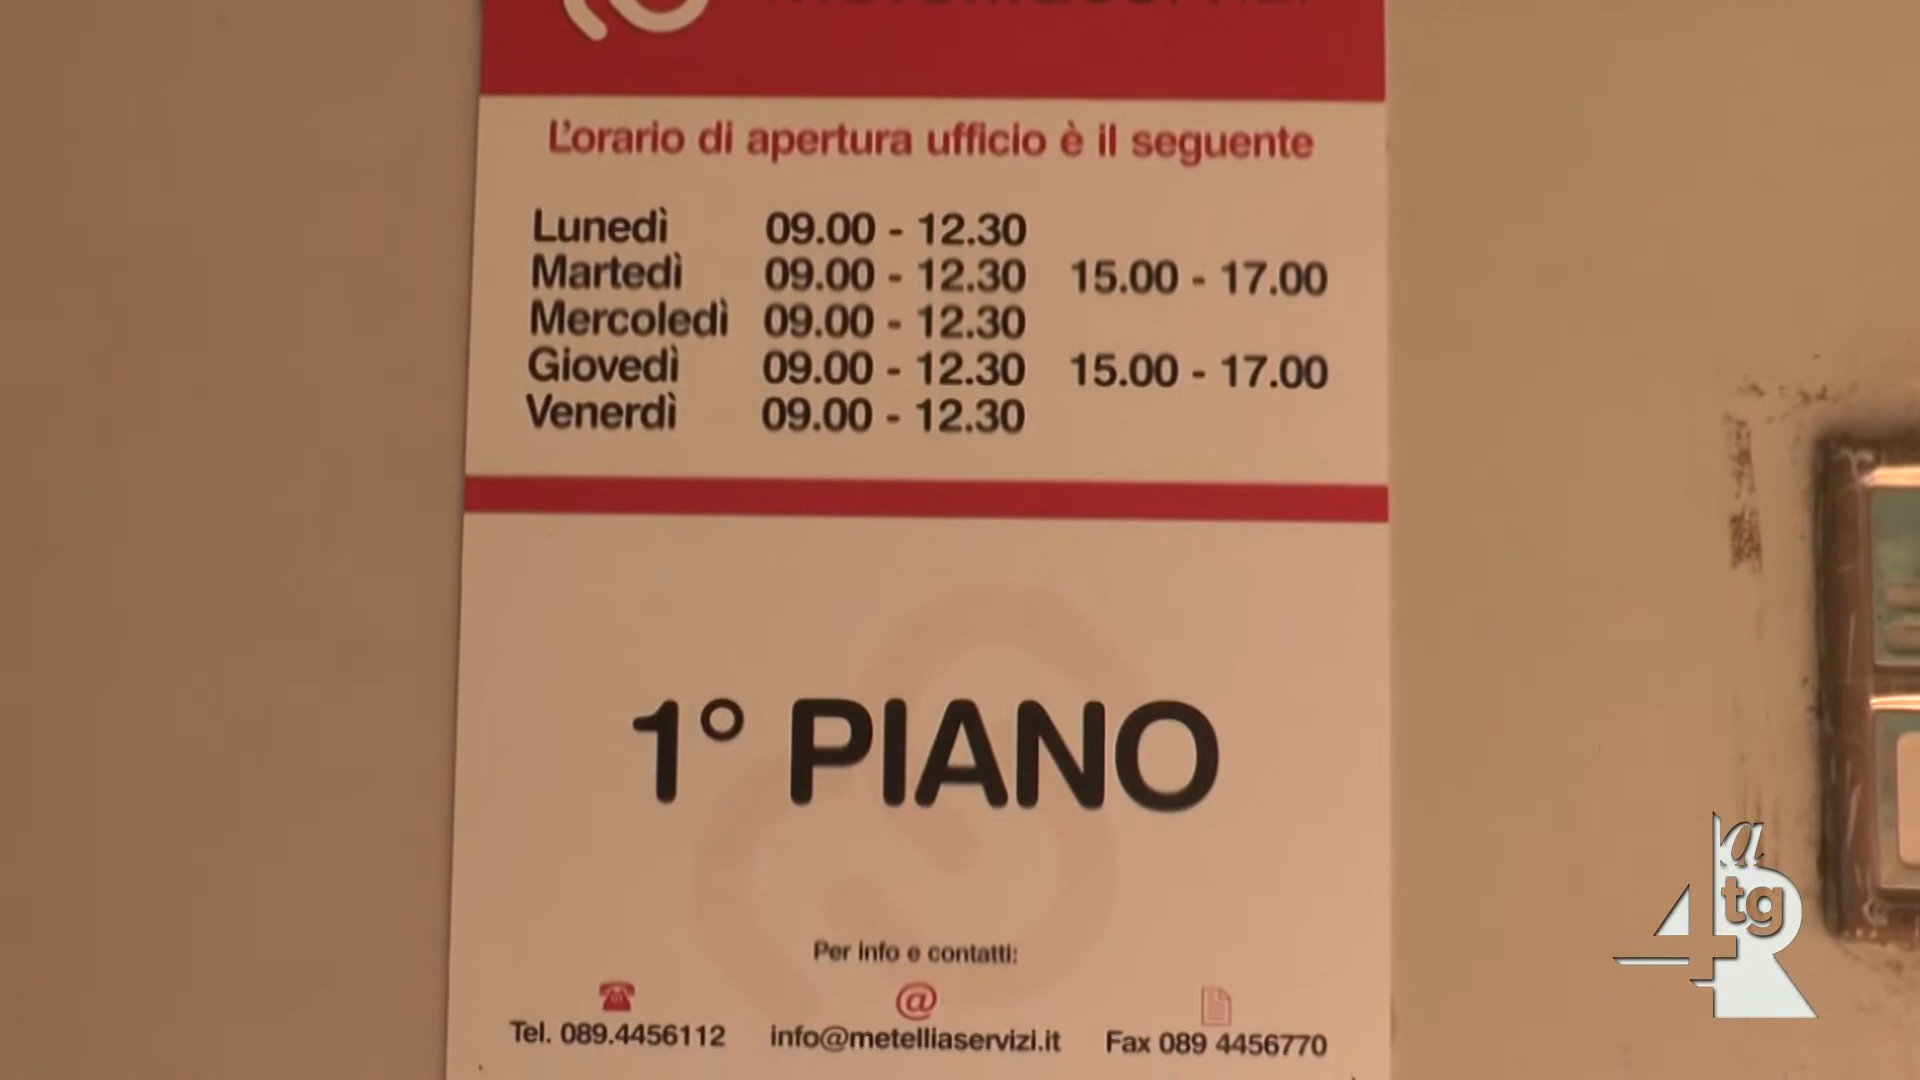 L'orario di apertura ufficio è il seguente
Lunedì 09.00 - 12.30
Martedì 09.00 - 12.30 15.00 - 17.00
Mercoledì 09.00 - 12.30
Giovedì 09.00 - 12.30 15.00 - 17.00
Venerdì 09.00 - 12.30
1° PIANO
Per info e contatti:
Tel. 089.4456112 info@metelliaservizi.it Fax 089 4456770
la
tg
4R